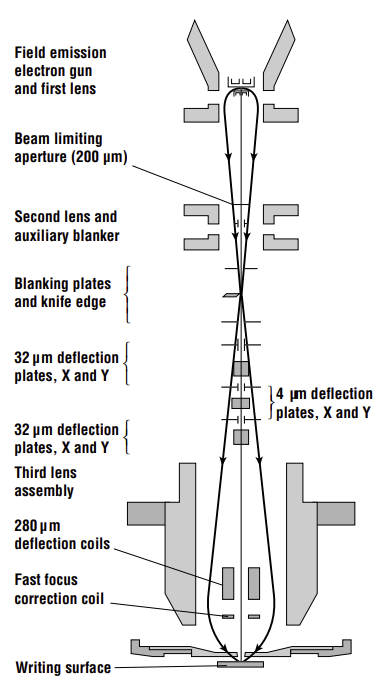 Field emission
electron gun
and first lens
Beam limiting
aperture (200 μm)
Second lens and
auxiliary blanker
Blanking plates
and knife edge
32 μm deflection
plates, X and Y
4 μm deflection
plates, X and Y
32 μm deflection
plates, X and Y
Third lens
assembly
280 μm
deflection coils
Fast focus
correction coil
Writing surface